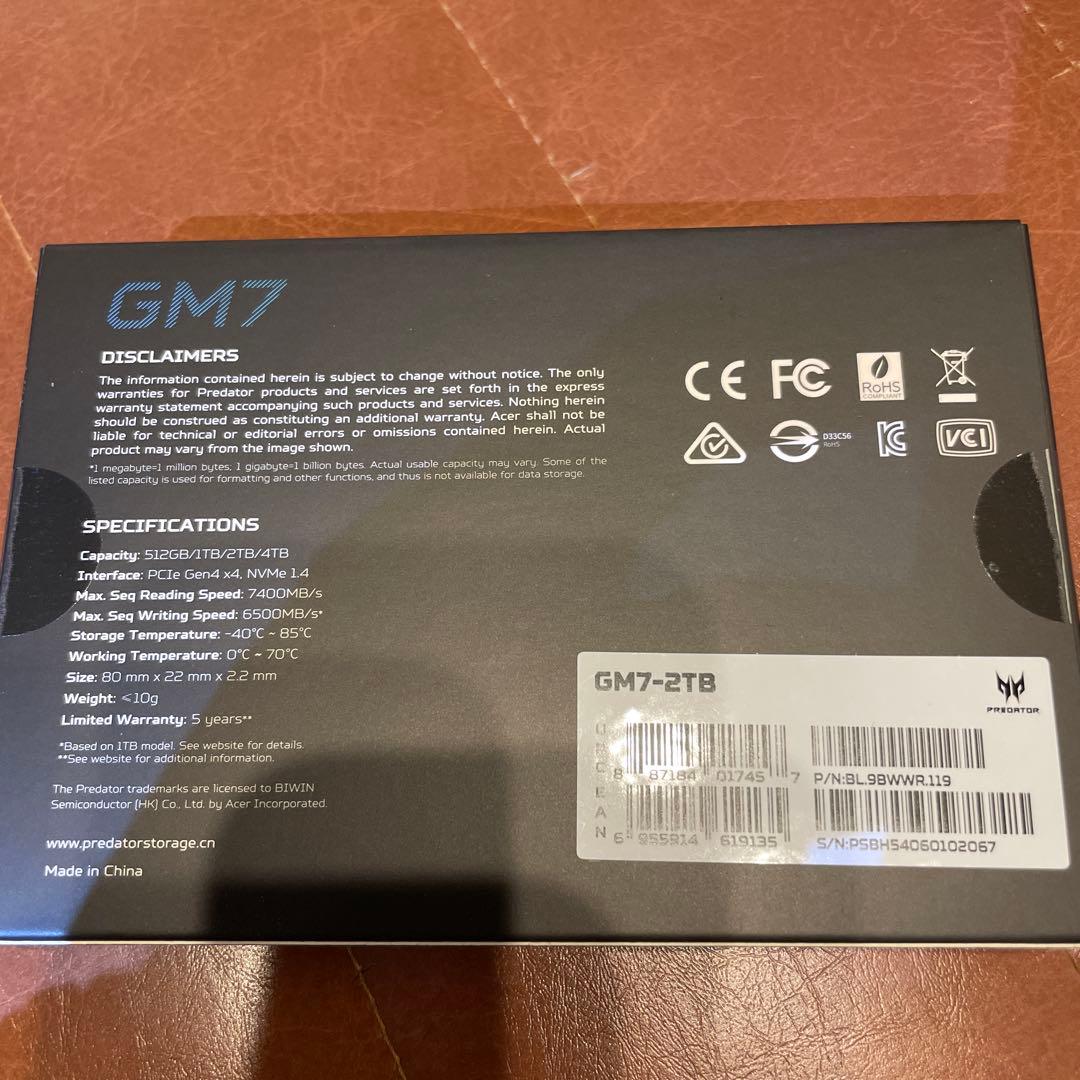 GM7
DISCLAIMERS
The information contained herein is subject to change without notice. The only
warranties for Predator products and services are set forth in the express
warranty statement accompanying such products and services. Nothing herein
should be construed as constituting an additional warranty. Acer shall not be
liable for technical or editorial errors or omissions contained herein. Actual
product may vary from the image shown.
*1 megabyte=1 million bytes; 1 gigabyte=1 billion bytes. Actual usable capacity may vary. Some of the
listed capacity is used for formatting and other functions, and thus is not available for data storage.
CE FC RoHS
COMPLIANT
D33C56
RoHS
VCI
SPECIFICATIONS
Capacity: 512GB/1TB/2TB/4TB
Interface: PCIe Gen4 x4, NVMe 1.4
Max. Seq Reading Speed: 7400MB/s
Max. Seq Writing Speed: 6500MB/s*
Storage Temperature: -40°C ~ 85°C
Working Temperature: 0°C ~ 70°C
Size: 80 mm x 22 mm x 2.2 mm
Weight: ≤10g
Limited Warranty: 5 years**
*Based on 1TB model. See website for details.
**See website for additional information.
The Predator trademarks are licensed to BIWIN
Semiconductor (HK) Co., Ltd. by Acer Incorporated.
www.predatorstorage.cn
Made in China
GM7-2TB
PREDATOR
UPC
8 87184 01745 7
P/N:BL.9BWWR.119
EAN
6 955914 619135
S/N:PSBH54060102067